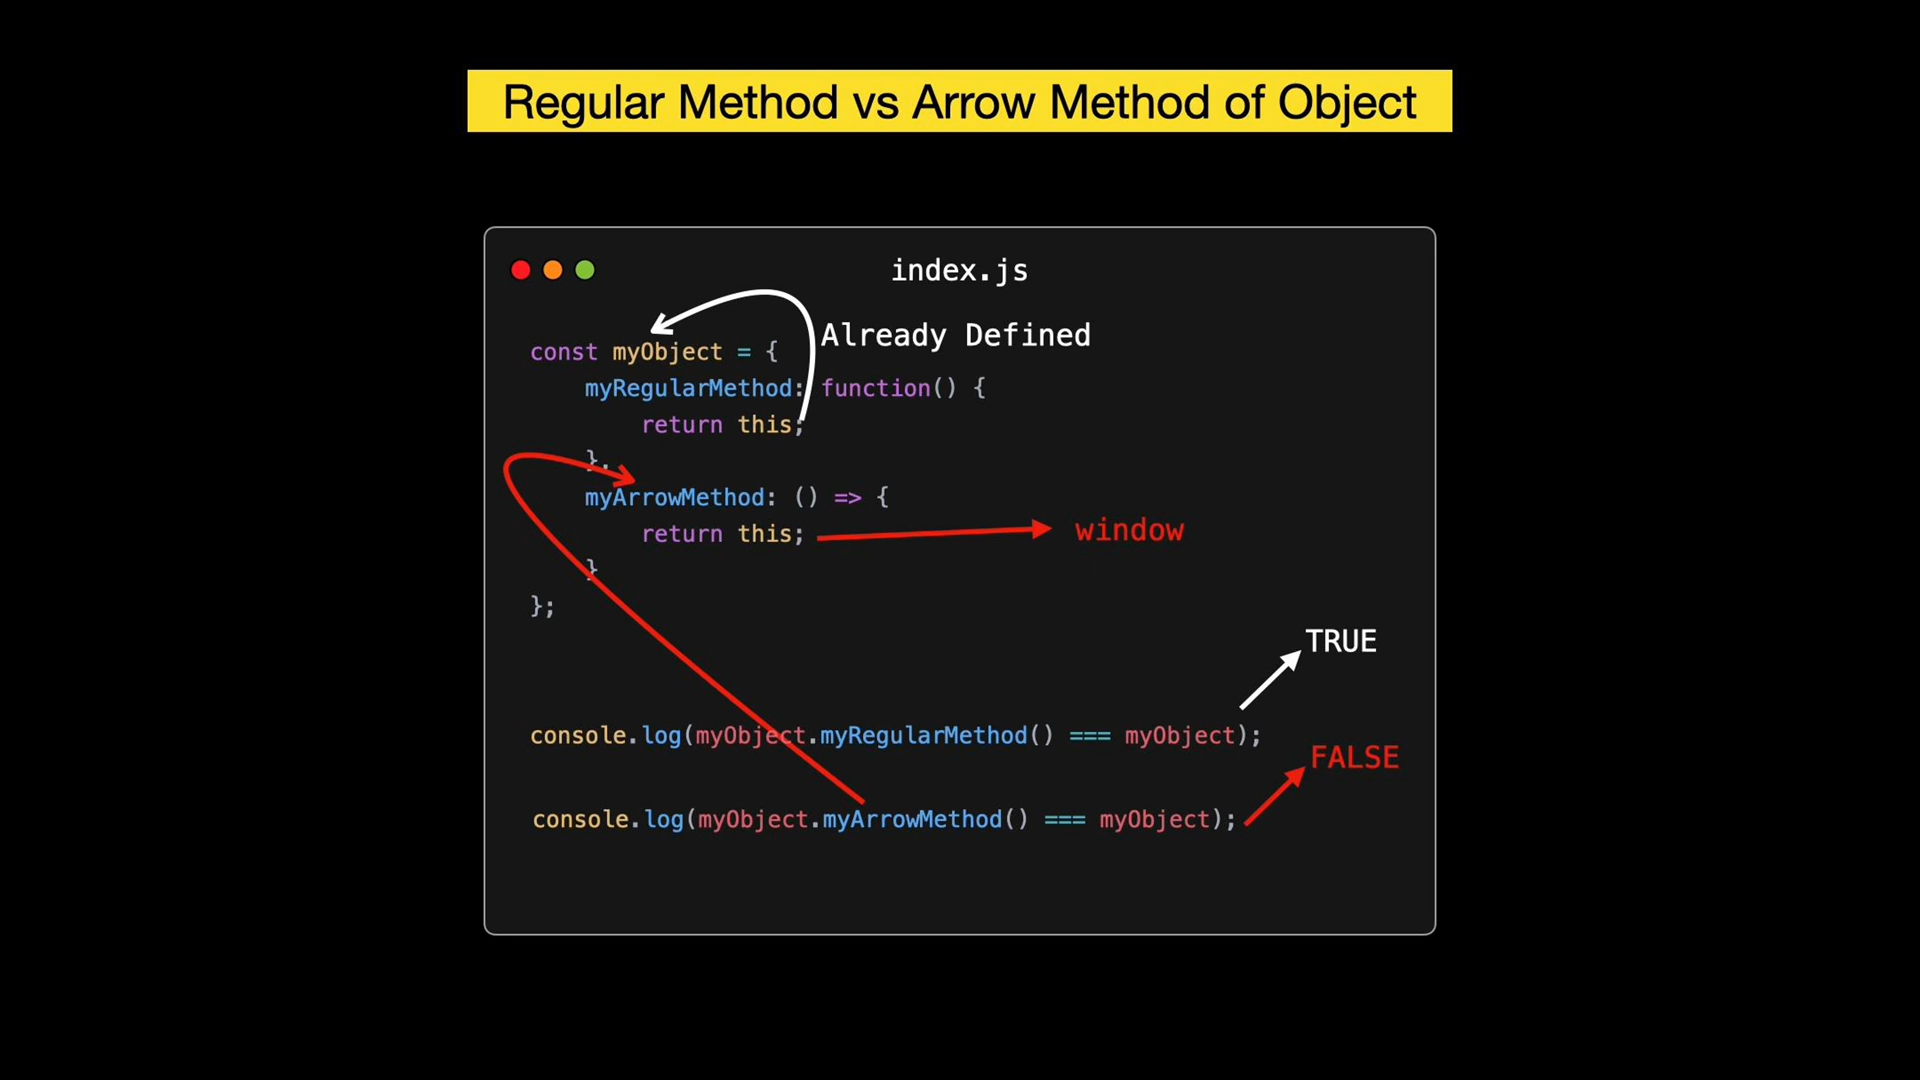 Regular Method vs Arrow Method of Object
index.js
Already Defined
const myObject = {
myRegularMethod: function() {
return this;
},
myArrowMethod: () => {
return this;
window
}
};
TRUE
console.log(myObject.myRegularMethod() === myObject);
FALSE
console.log(myObject.myArrowMethod() === myObject);